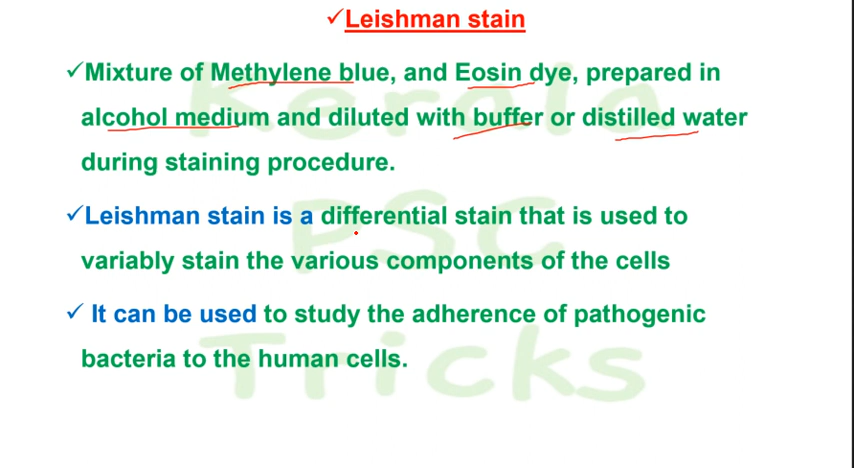 ✓Leishman stain
✓Mixture of Methylene blue, and Eosin dye, prepared in
alcohol medium and diluted with buffer or distilled water
during staining procedure.
✓Leishman stain is a differential stain that is used to
variably stain the various components of the cells
✓ It can be used to study the adherence of pathogenic
bacteria to the human cells.
Kerala
PSC
Tricks